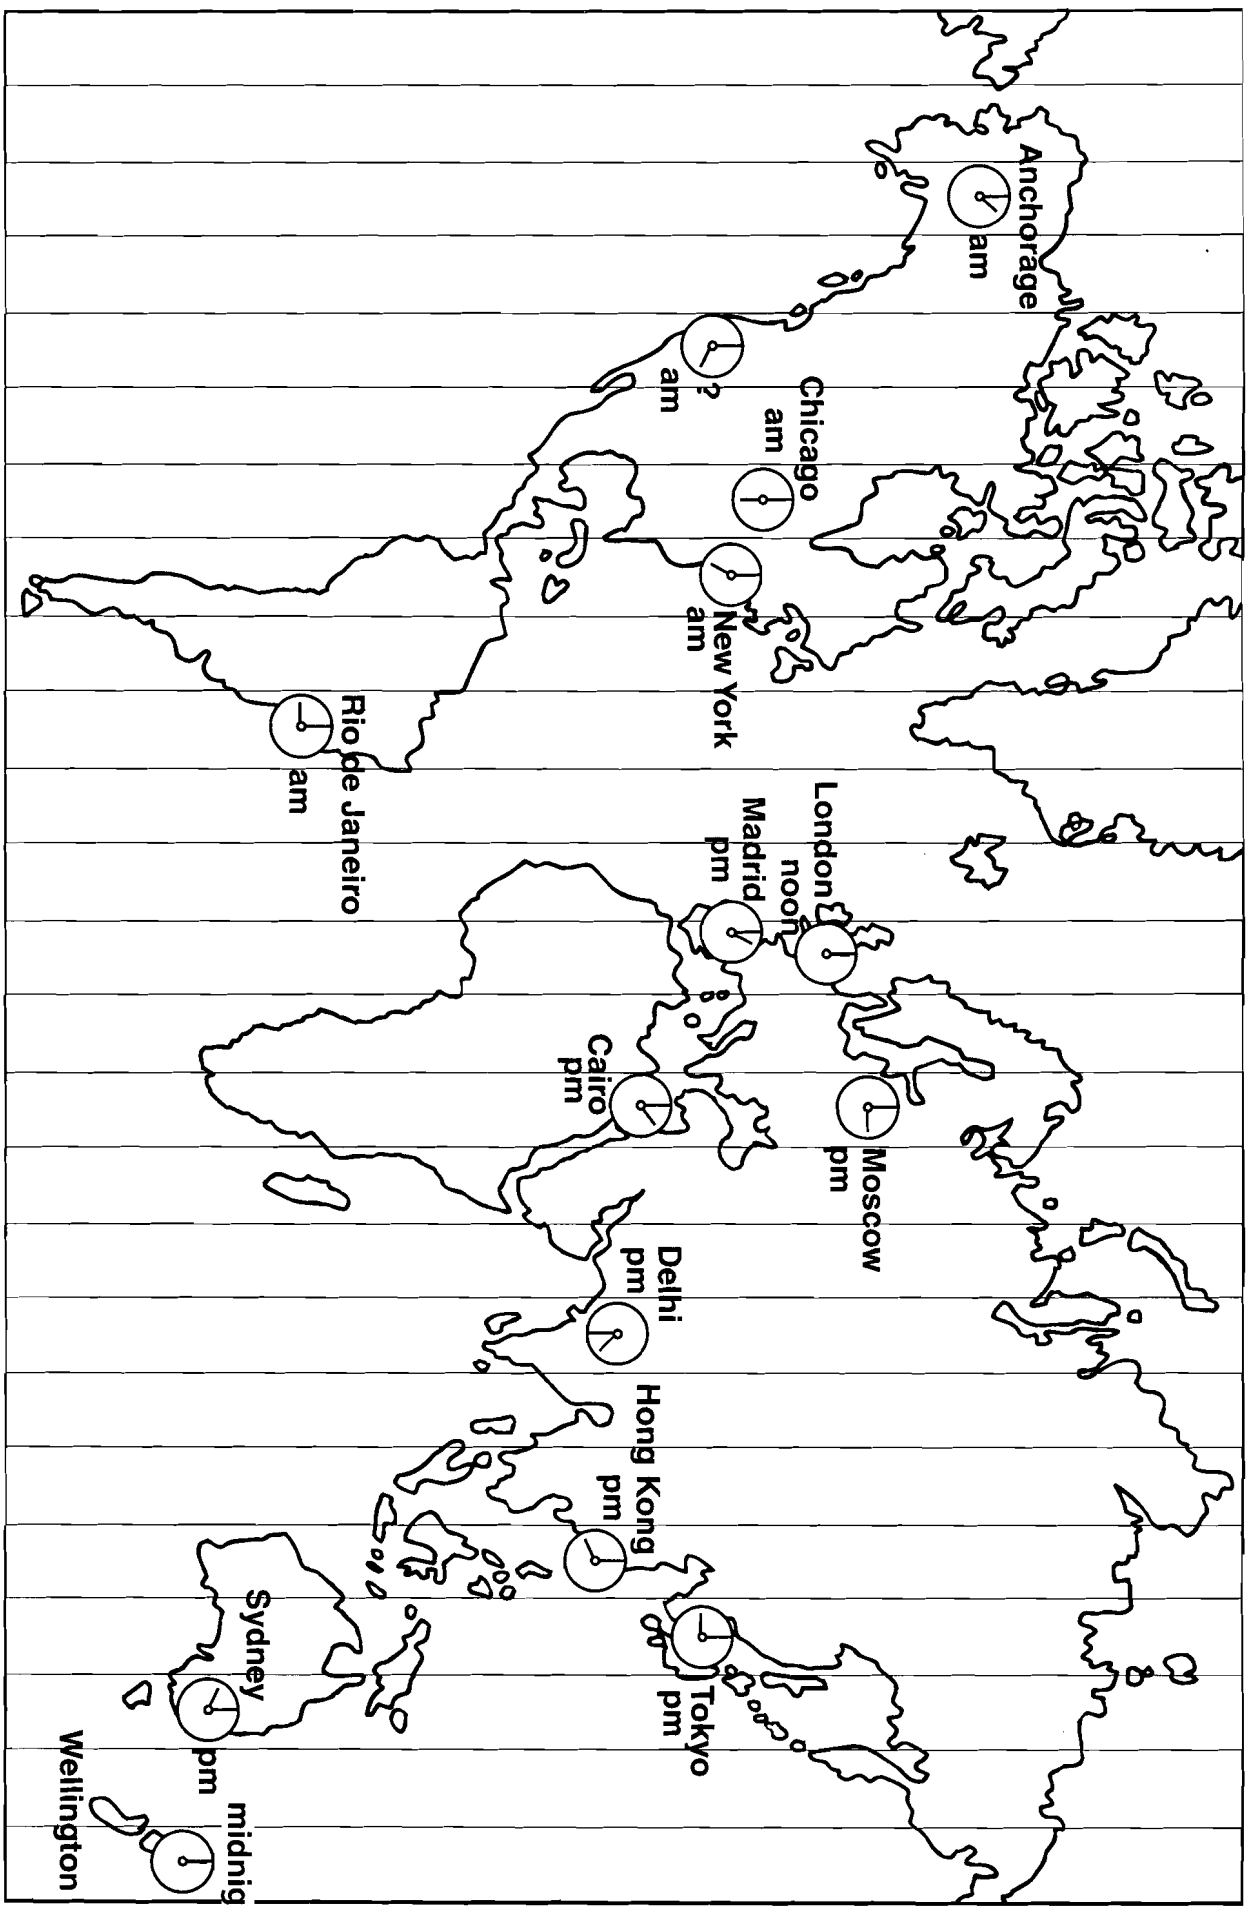 Anchorage
am
?
am
Chicago
am
New York
am
Rio de Janeiro
am
London
noon
Madrid
pm
Cairo
pm
Moscow
pm
Delhi
pm
Hong Kong
pm
Tokyo
pm
Sydney
pm
midnig
Wellington